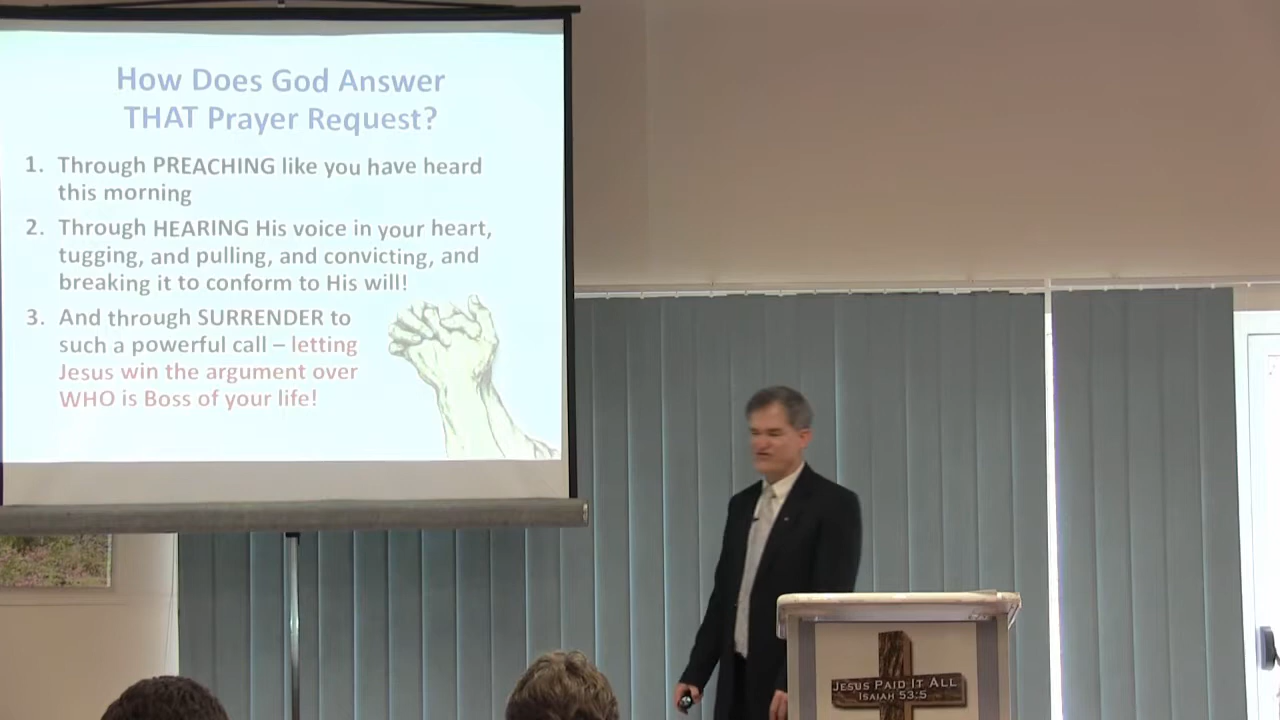 How Does God Answer
THAT Prayer Request?
1. Through PREACHING like you have heard
this morning
2. Through HEARING His voice in your heart,
tugging, and pulling, and convicting, and
breaking it to conform to His will!
3. And through SURRENDER to
such a powerful call – letting
Jesus win the argument over
WHO is Boss of your life!
JESUS PAID IT ALL
ISAIAH 53:5